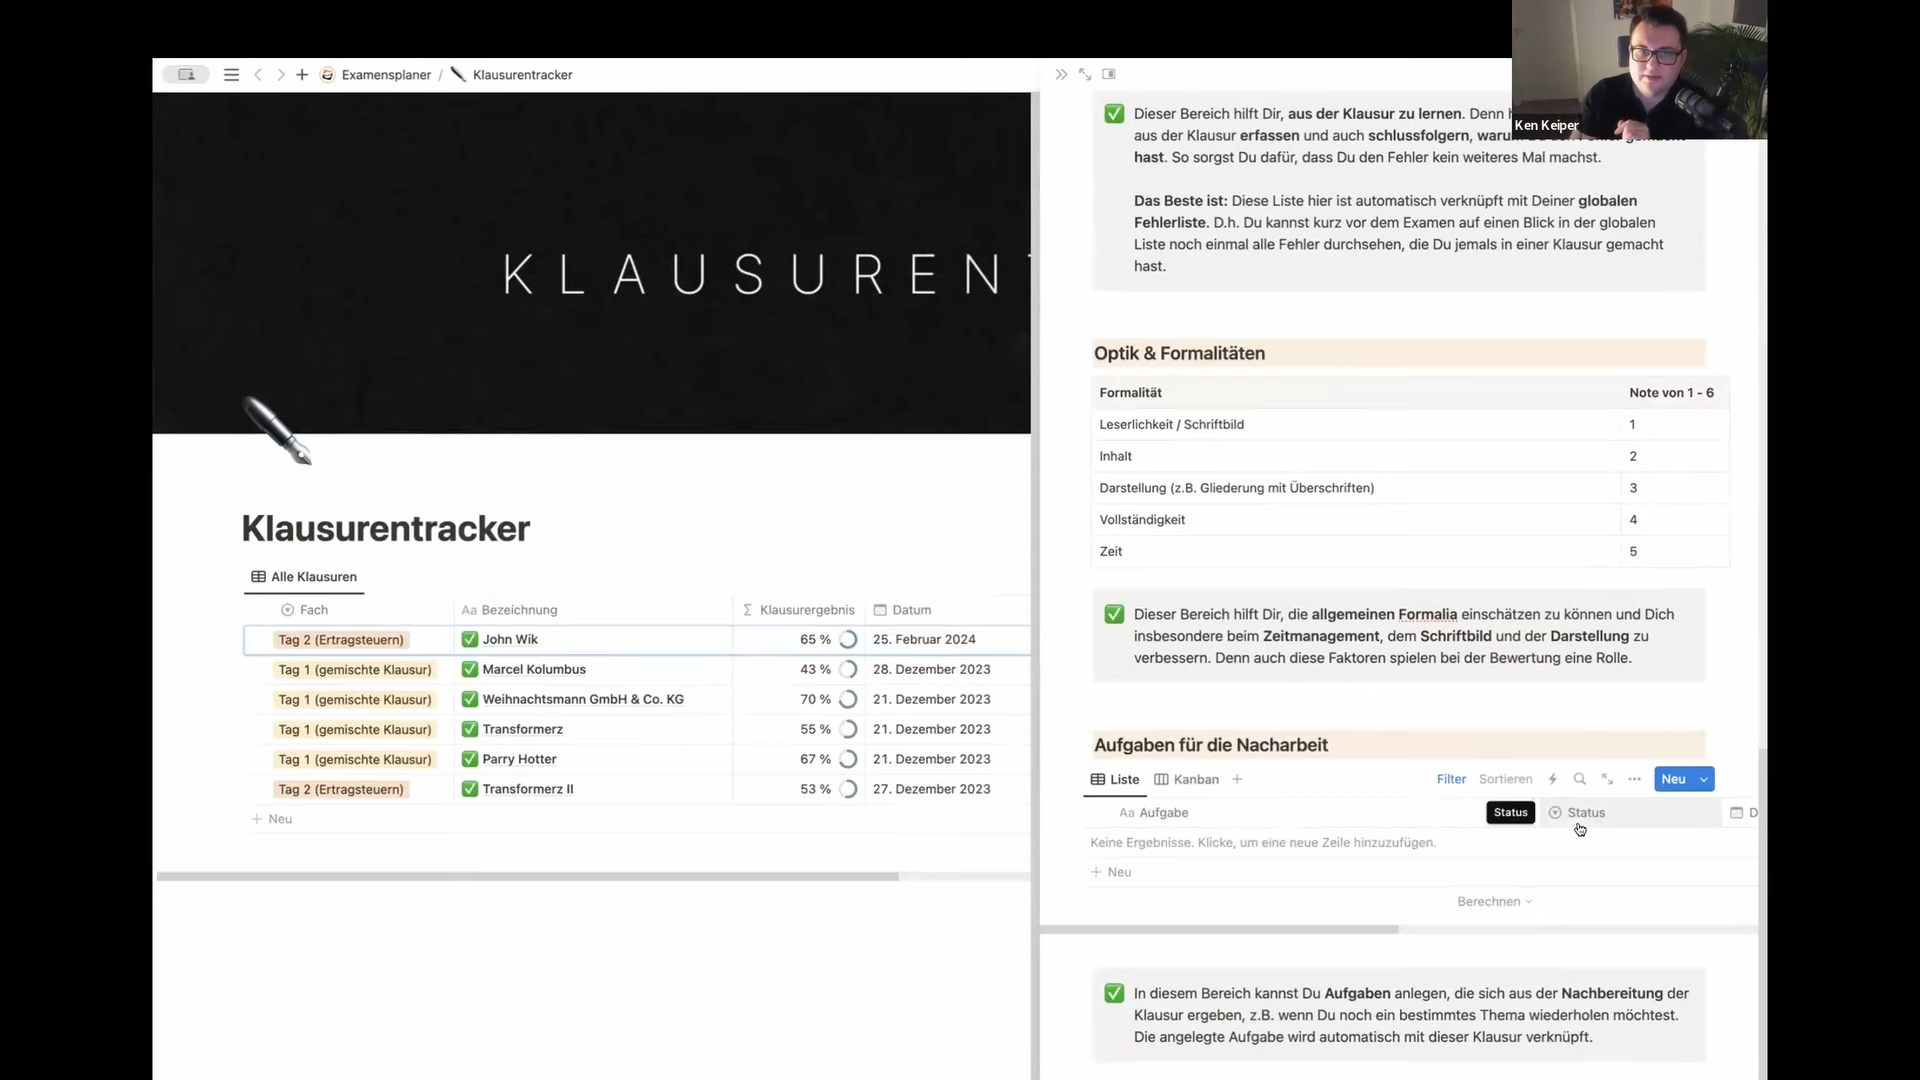 Examensplaner / Klausurentracker
KLAUSUREN
Klausurentracker
Alle Klausuren
Fach Aa Bezeichnung Σ Klausurergebnis Datum
Tag 2 (Ertragsteuern) John Wik 65 % 25. Februar 2024
Tag 1 (gemischte Klausur) Marcel Kolumbus 43 % 28. Dezember 2023
Tag 1 (gemischte Klausur) Weihnachtsmann GmbH & Co. KG 70 % 21. Dezember 2023
Tag 1 (gemischte Klausur) Transformerz 55 % 21. Dezember 2023
Tag 1 (gemischte Klausur) Parry Hotter 67 % 21. Dezember 2023
Tag 2 (Ertragsteuern) Transformerz II 53 % 27. Dezember 2023
+ Neu
Ken Keiper
Dieser Bereich hilft Dir, aus der Klausur zu lernen. Denn
aus der Klausur erfassen und auch schlussfolgern,
hast. So sorgst Du dafür, dass Du den Fehler kein weiteres Mal machst.
Das Beste ist: Diese Liste hier ist automatisch verknüpft mit Deiner globalen
Fehlerliste. D.h. Du kannst kurz vor dem Examen auf einen Blick in der globalen
Liste noch einmal alle Fehler durchsehen, die Du jemals in einer Klausur gemacht
hast.
Optik & Formalitäten
Formalität Note von 1 - 6
Leserlichkeit / Schriftbild 1
Inhalt 2
Darstellung (z.B. Gliederung mit Überschriften) 3
Vollständigkeit 4
Zeit 5
Dieser Bereich hilft Dir, die allgemeinen Formalia einschätzen zu können und Dich
insbesondere beim Zeitmanagement, dem Schriftbild und der Darstellung zu
verbessern. Denn auch diese Faktoren spielen bei der Bewertung eine Rolle.
Aufgaben für die Nacharbeit
Liste Kanban + Filter Sortieren Neu
Aa Aufgabe Status Status D
Keine Ergebnisse. Klicke, um eine neue Zeile hinzuzufügen.
+ Neu
Berechnen
In diesem Bereich kannst Du Aufgaben anlegen, die sich aus der Nachbereitung der
Klausur ergeben, z.B. wenn Du noch ein bestimmtes Thema wiederholen möchtest.
Die angelegte Aufgabe wird automatisch mit dieser Klausur verknüpft.